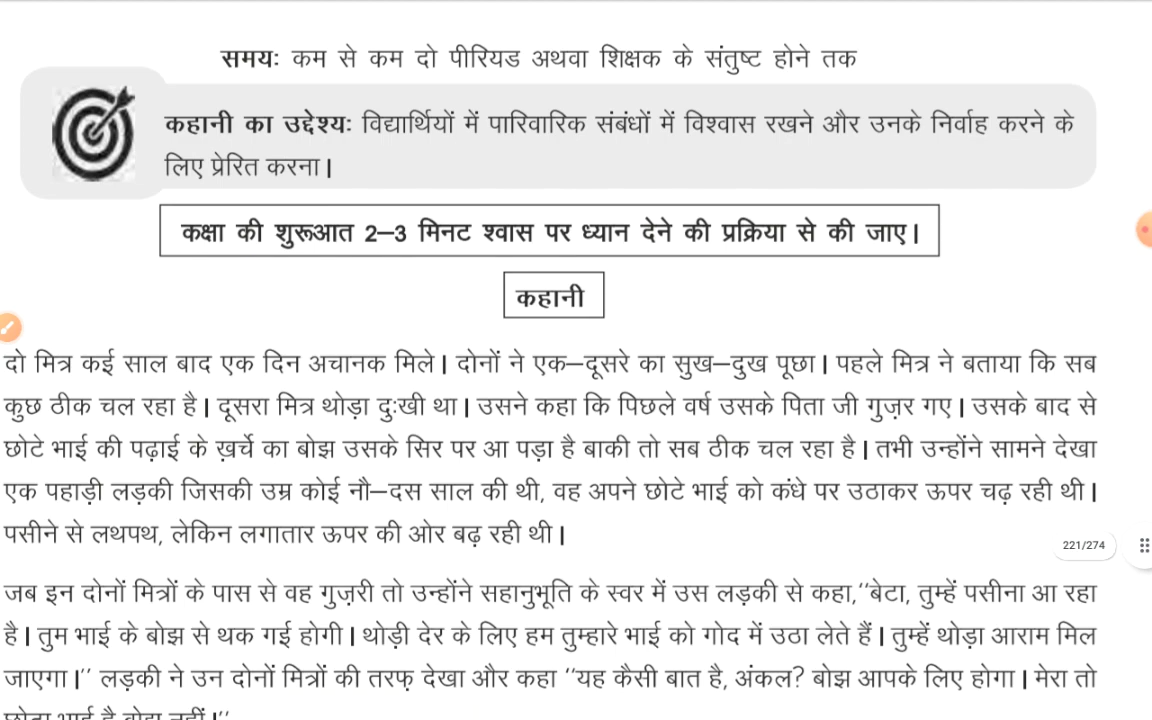 समयः कम से कम दो पीरियड अथवा शिक्षक के संतुष्ट होने तक
कहानी का उद्देश्यः विद्यार्थियों में पारिवारिक संबंधों में विश्वास रखने और उनके निर्वाह करने के
लिए प्रेरित करना।
कक्षा की शुरूआत 2–3 मिनट श्वास पर ध्यान देने की प्रक्रिया से की जाए।
कहानी
दो मित्र कई साल बाद एक दिन अचानक मिले। दोनों ने एक–दूसरे का सुख–दुख पूछा। पहले मित्र ने बताया कि सब
कुछ ठीक चल रहा है। दूसरा मित्र थोड़ा दुःखी था। उसने कहा कि पिछले वर्ष उसके पिता जी गुज़र गए। उसके बाद से
छोटे भाई की पढ़ाई के ख़र्चे का बोझ उसके सिर पर आ पड़ा है बाकी तो सब ठीक चल रहा है। तभी उन्होंने सामने देखा
एक पहाड़ी लड़की जिसकी उम्र कोई नौ–दस साल की थी, वह अपने छोटे भाई को कंधे पर उठाकर ऊपर चढ़ रही थी।
पसीने से लथपथ, लेकिन लगातार ऊपर की ओर बढ़ रही थी।
221/274
जब इन दोनों मित्रों के पास से वह गुज़री तो उन्होंने सहानुभूति के स्वर में उस लड़की से कहा,‘‘बेटा, तुम्हें पसीना आ रहा
है। तुम भाई के बोझ से थक गई होगी। थोड़ी देर के लिए हम तुम्हारे भाई को गोद में उठा लेते हैं। तुम्हें थोड़ा आराम मिल
जाएगा।’’ लड़की ने उन दोनों मित्रों की तरफ़ देखा और कहा ‘‘यह कैसी बात है, अंकल? बोझ आपके लिए होगा। मेरा तो
छोटा भाई है बोझ नहीं।’’